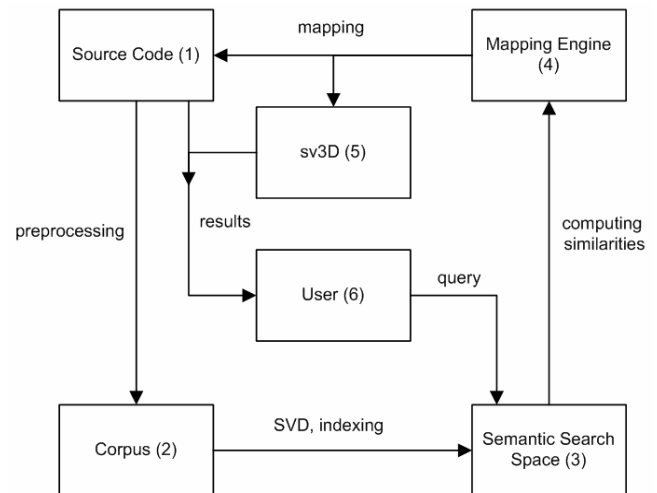 mapping
Source Code (1)
Mapping Engine
(4)
sv3D (5)
results
preprocessing
computing
similarities
query
User (6)
SVD, indexing
Corpus (2)
Semantic Search
Space (3)